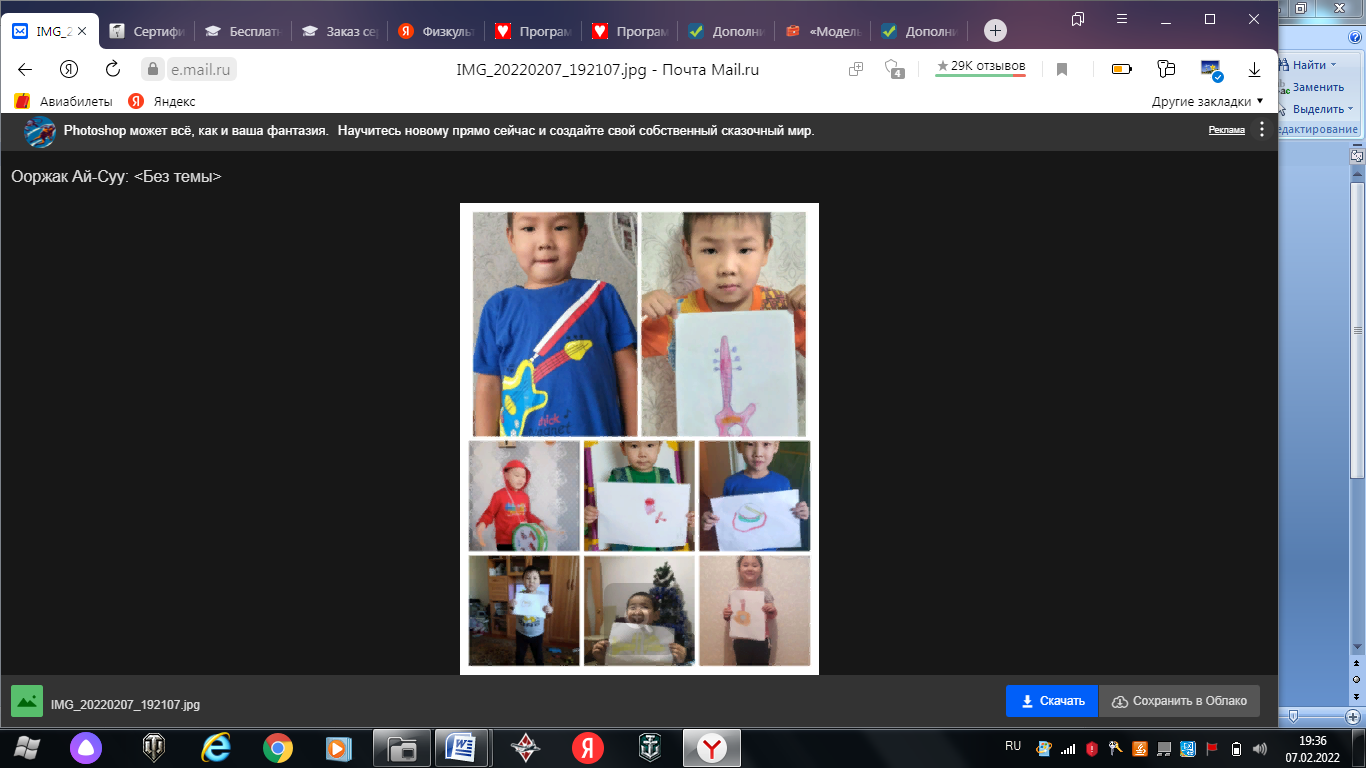 IMG_2
Сертифи
Бесплатн
Заказ се
Физкульт
Програм
Програм
Дополни
«Модель
Дополни
e.mail.ru
IMG_20220207_192107.jpg - Почта Mail.ru
4
29K отзывов
Авиабилеты
Яндекс
Другие закладки
Photoshop может всё, как и ваша фантазия. Научитесь новому прямо сейчас и создайте свой собственный сказочный мир.
Реклама
Ооржак Ай-Суу: <Без темы>
IMG_20220207_192107.jpg
Скачать
Сохранить в Облако
Найти
Заменить
Выделить
едактирование
RU
19:36
07.02.2022